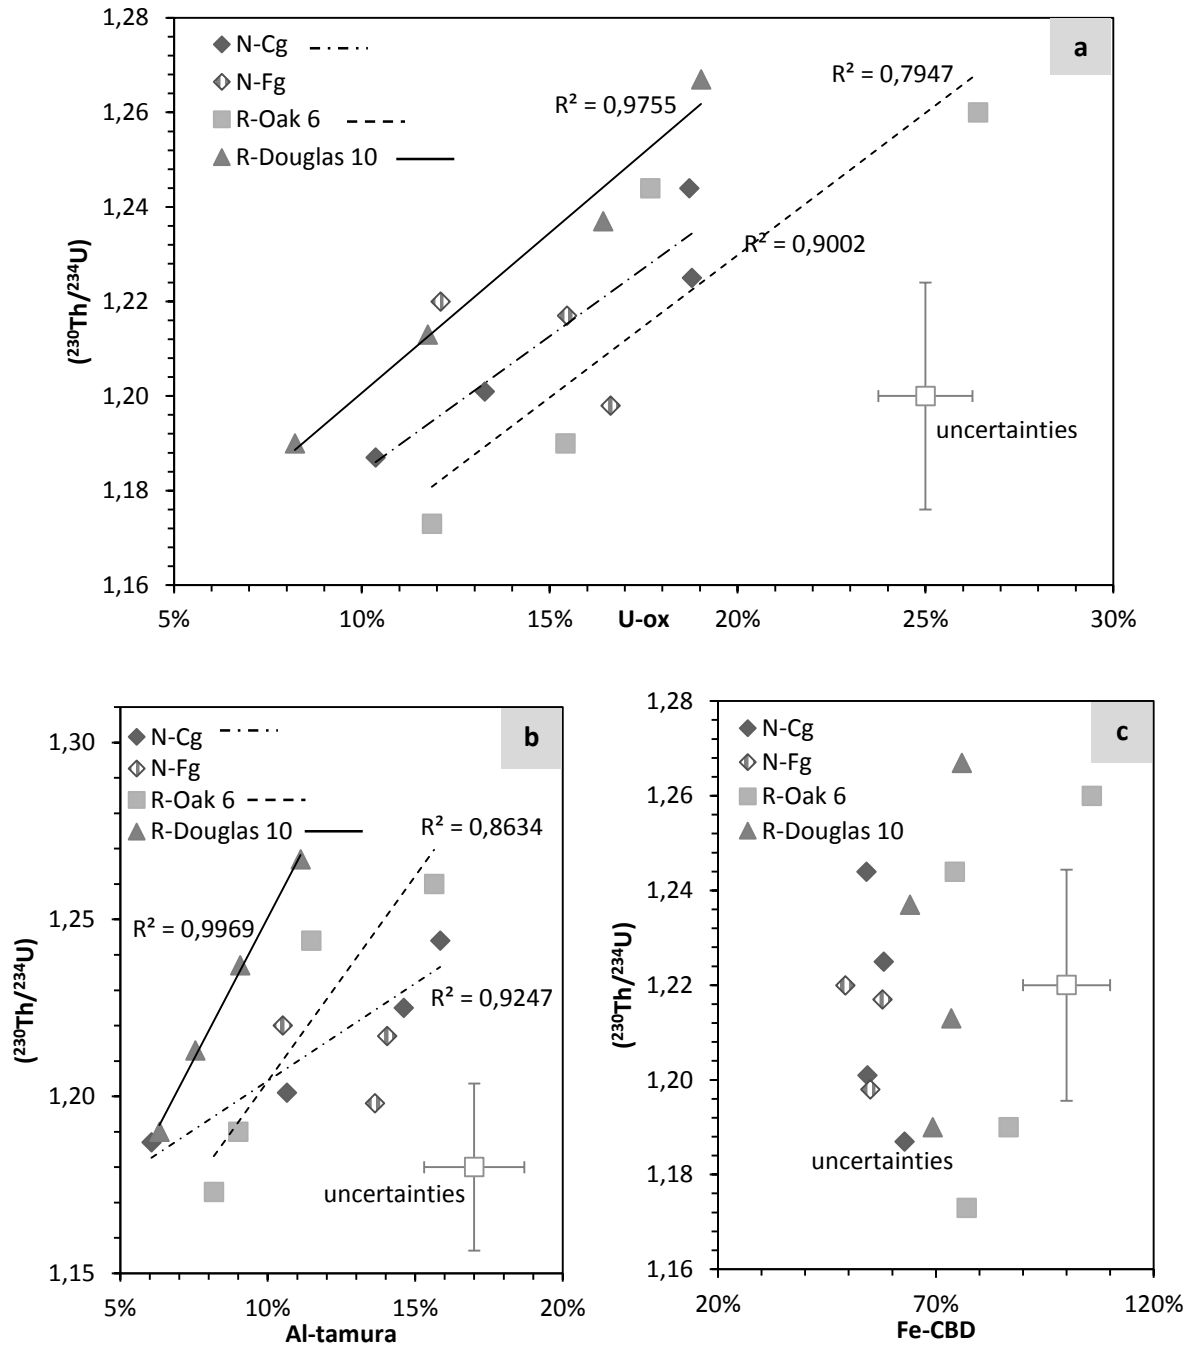 1,28
1,26
1,24
1,22
1,20
1,18
1,16
(²³⁰Th/²³⁴U)
N-Cg
N-Fg
R-Oak 6
R-Douglas 10
a
R² = 0,9755
R² = 0,7947
R² = 0,9002
uncertainties
5%
10%
15%
20%
25%
30%
U-ox
1,30
1,25
1,20
1,15
(²³⁰Th/²³⁴U)
N-Cg
N-Fg
R-Oak 6
R-Douglas 10
b
R² = 0,8634
R² = 0,9969
R² = 0,9247
uncertainties
5%
10%
15%
20%
Al-tamura
1,28
1,26
1,24
1,22
1,20
1,18
1,16
(²³⁰Th/²³⁴U)
N-Cg
N-Fg
R-Oak 6
R-Douglas 10
c
uncertainties
20%
70%
120%
Fe-CBD